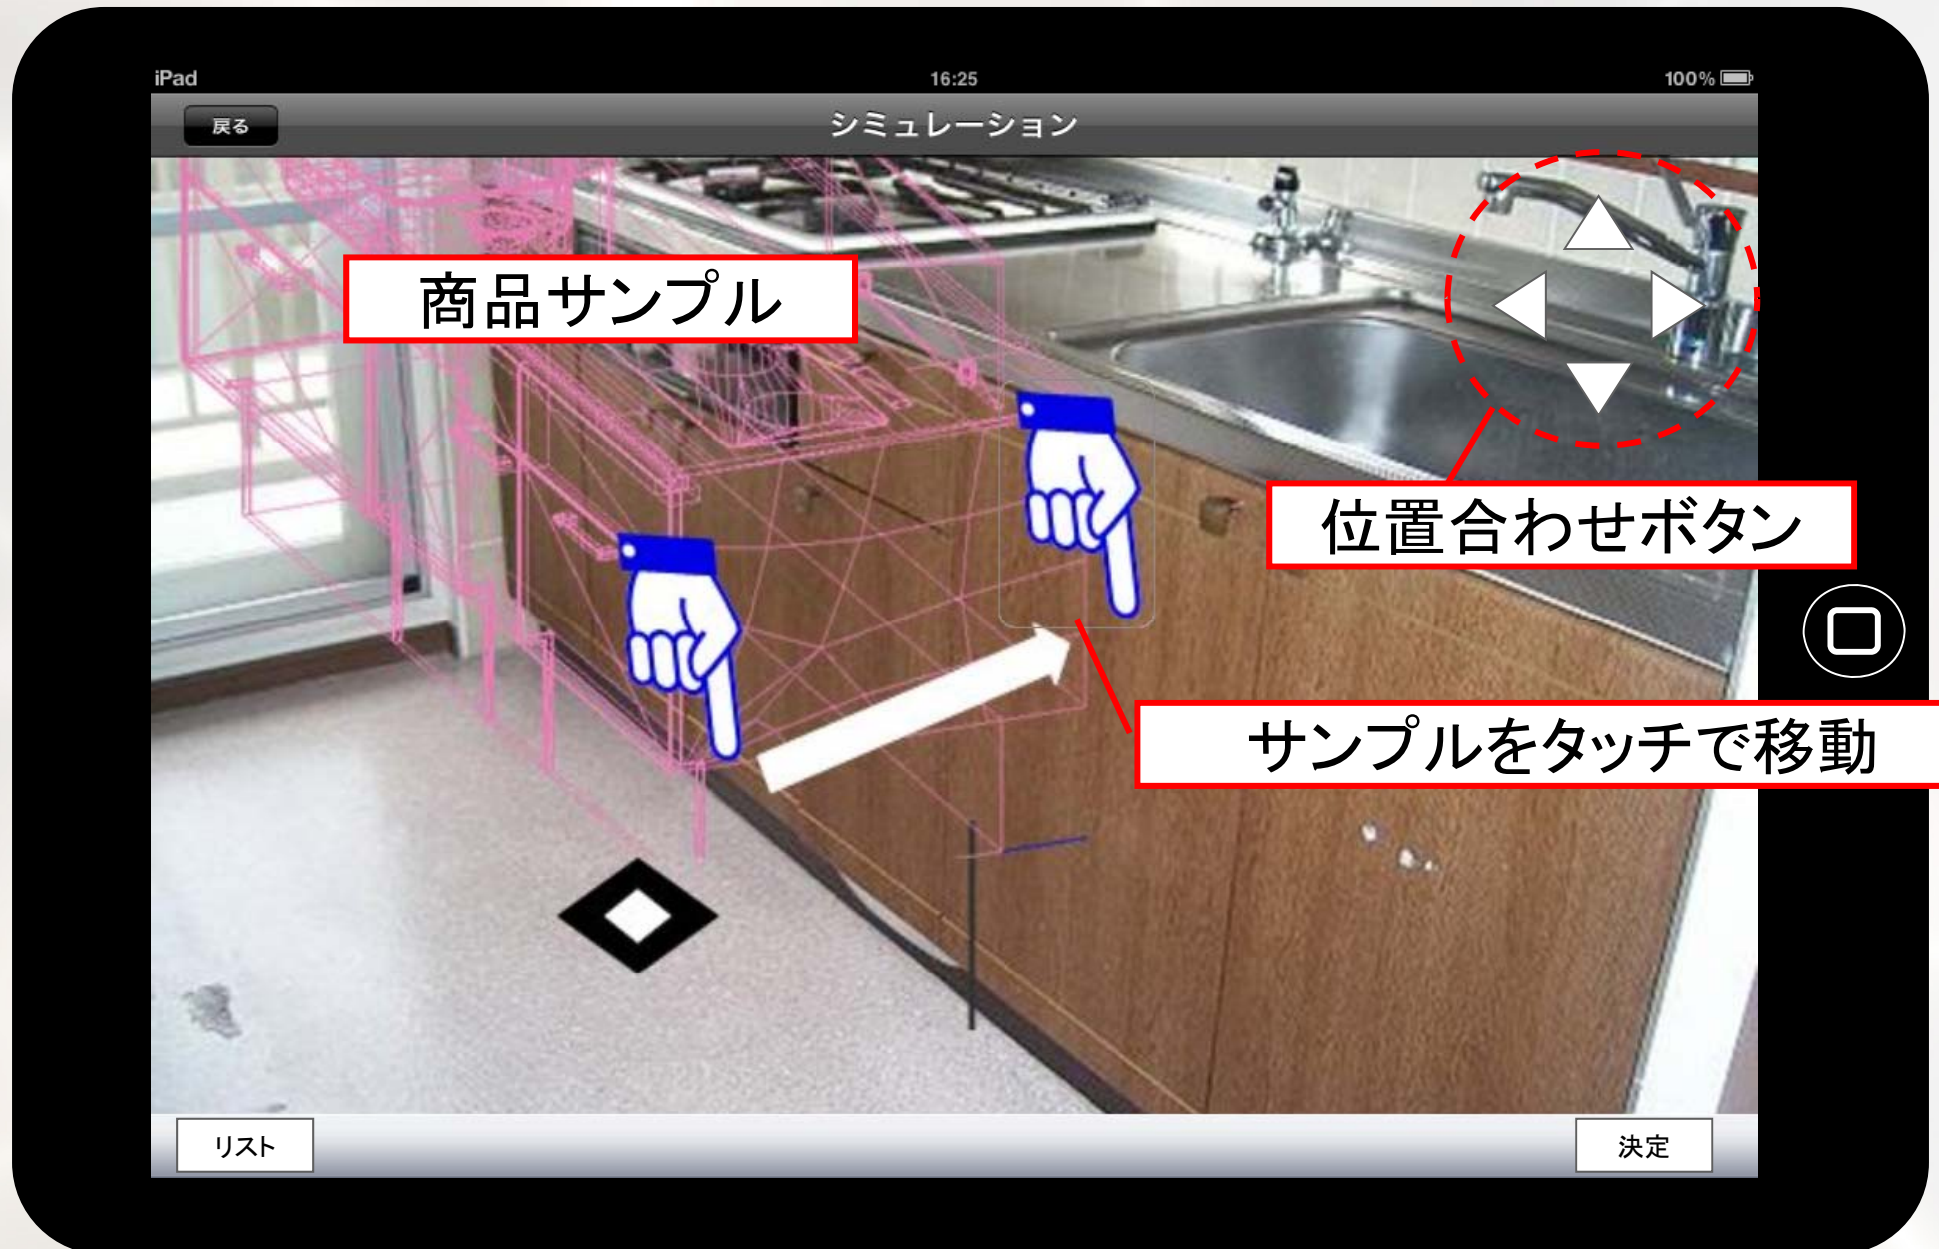 iPad
16:25
100%
戻る
シミュレーション
商品サンプル
位置合わせボタン
サンプルをタッチで移動
リスト
決定